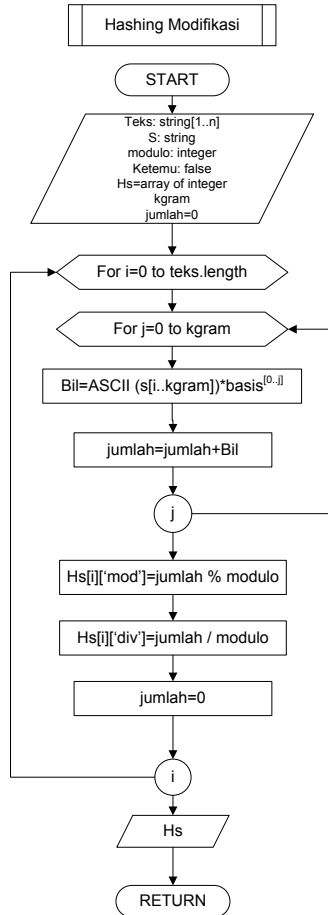 Hashing Modifikasi
START
Teks: string[1..n]
S: string
modulo: integer
Ketemu: false
Hs=array of integer
kgram
jumlah=0
For i=0 to teks.length
For j=0 to kgram
Bil=ASCII (s[i..kgram])*basis[0..j]
jumlah=jumlah+Bil
j
Hs[i][‘mod’]=jumlah % modulo
Hs[i][‘div’]=jumlah / modulo
jumlah=0
i
Hs
RETURN